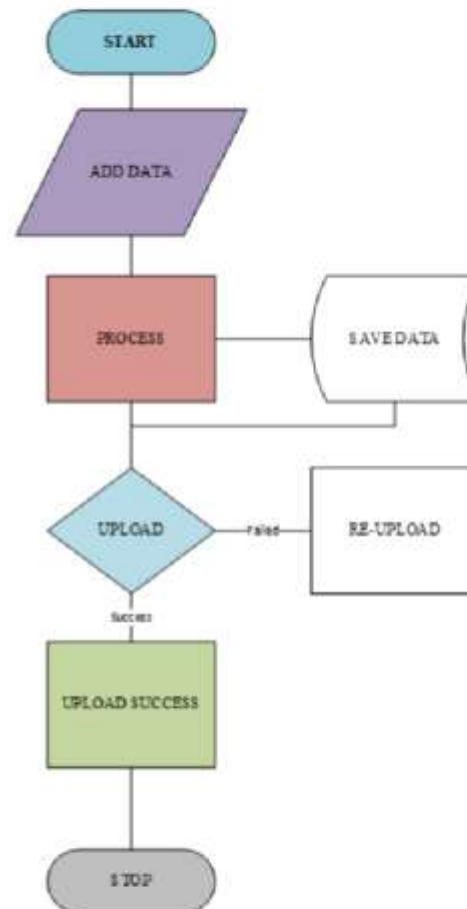 START
ADD DATA
PROCESS
SAVE DATA
UPLOAD
Failed
RE-UPLOAD
Success
UPLOAD SUCCESS
STOP